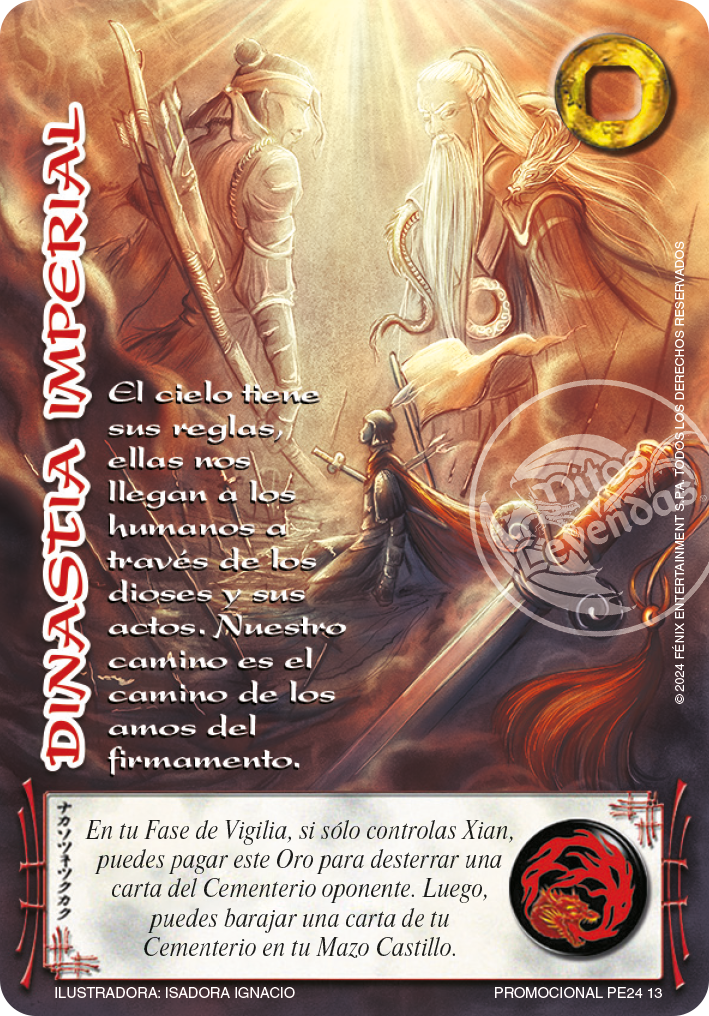 DINASTIA IMPERIAL
El cielo tiene
sus reglas,
ellas nos
llegan a los
humanos a
través de los
dioses y sus
actos. Nuestro
camino es el
camino de los
amos del
firmamento.
Mitos
Leyendas
©2024 FÉNIX ENTERTAINMENT S.P.A. TODOS LOS DERECHOS RESERVADOS
ナカソツォツクカク
En tu Fase de Vigilia, si sólo controlas Xian,
puedes pagar este Oro para desterrar una
carta del Cementerio oponente. Luego,
puedes barajar una carta de tu
Cementerio en tu Mazo Castillo.
ILUSTRADORA: ISADORA IGNACIO
PROMOCIONAL PE24 13